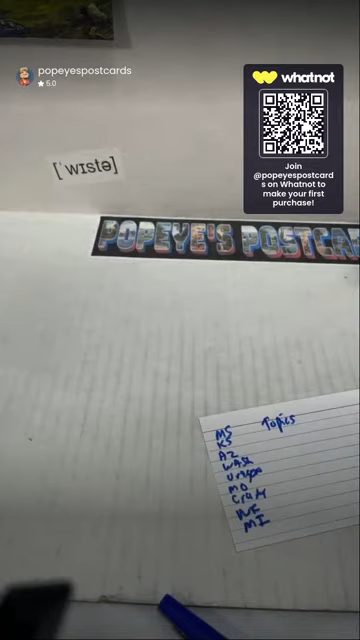 popeyespostcards
★ 5.0
whatnot
Join
@popeyespostcard
s on Whatnot to
make your first
purchase!
['wɪstə]
POPEYE'S POSTCA
Topics
MS
KS
AZ
WASH
MO
MI